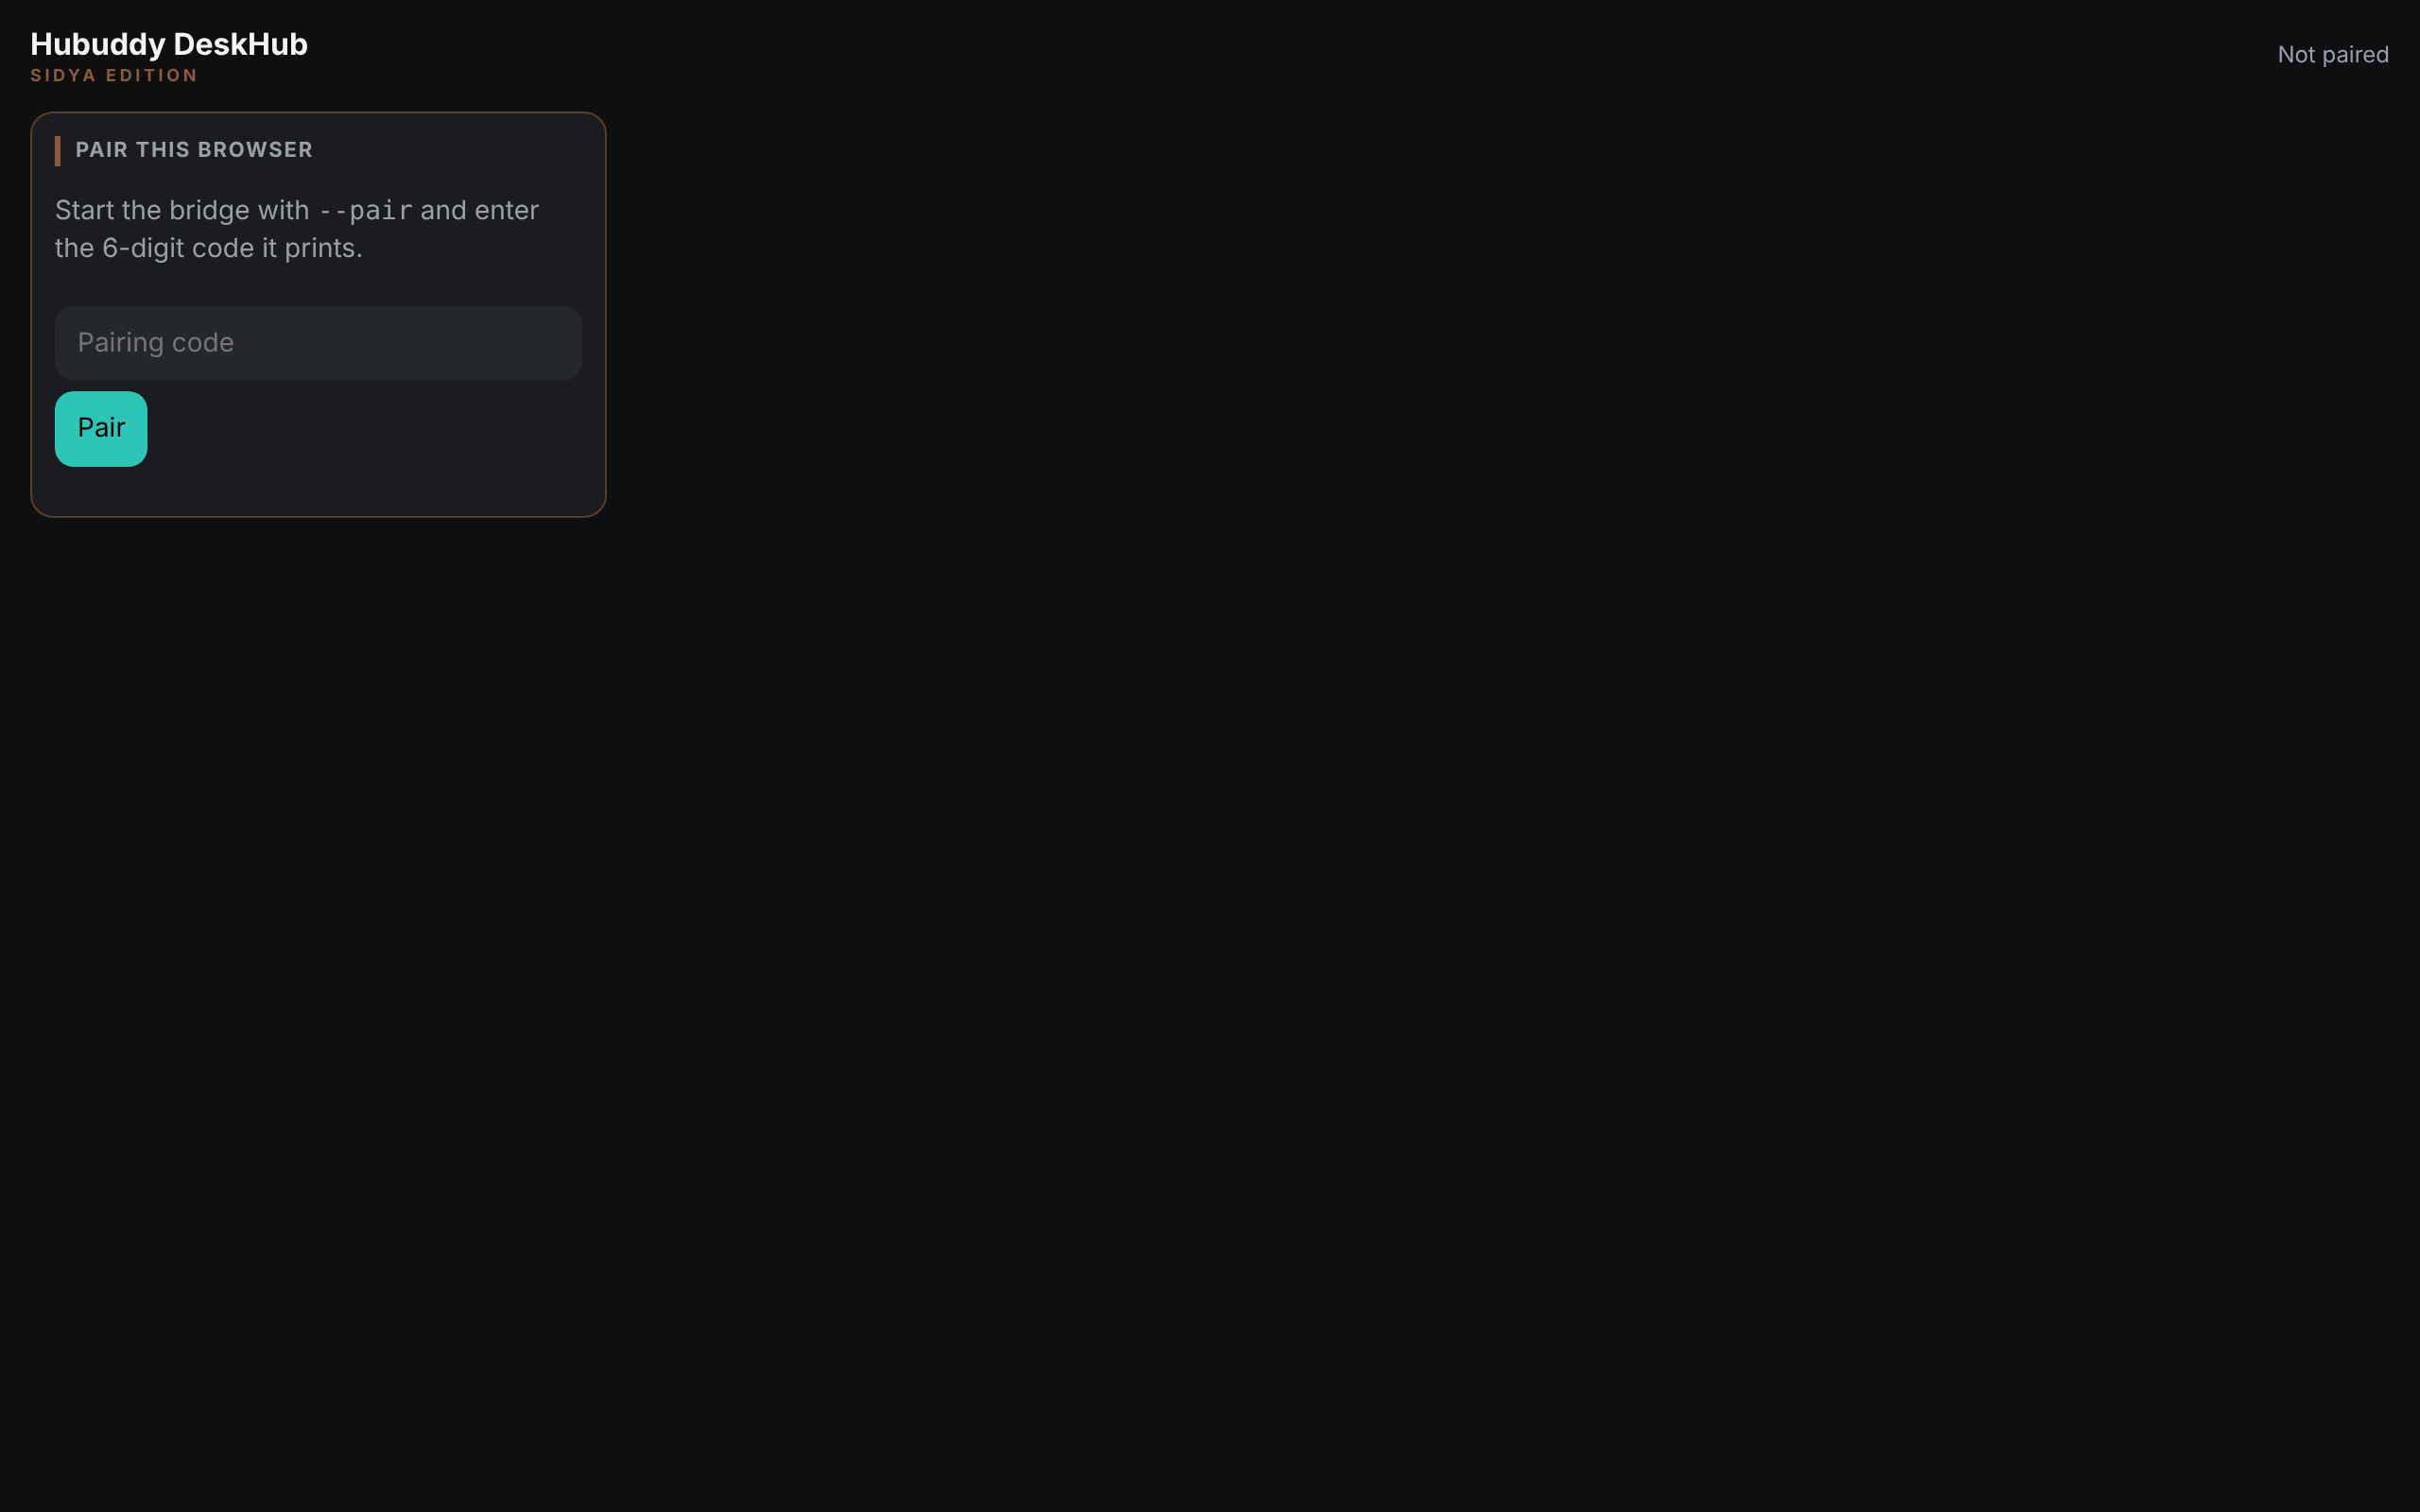 Hubuddy DeskHub
SIDYA EDITION
Not paired
PAIR THIS BROWSER
Start the bridge with --pair and enter
the 6-digit code it prints.
Pairing code
Pair